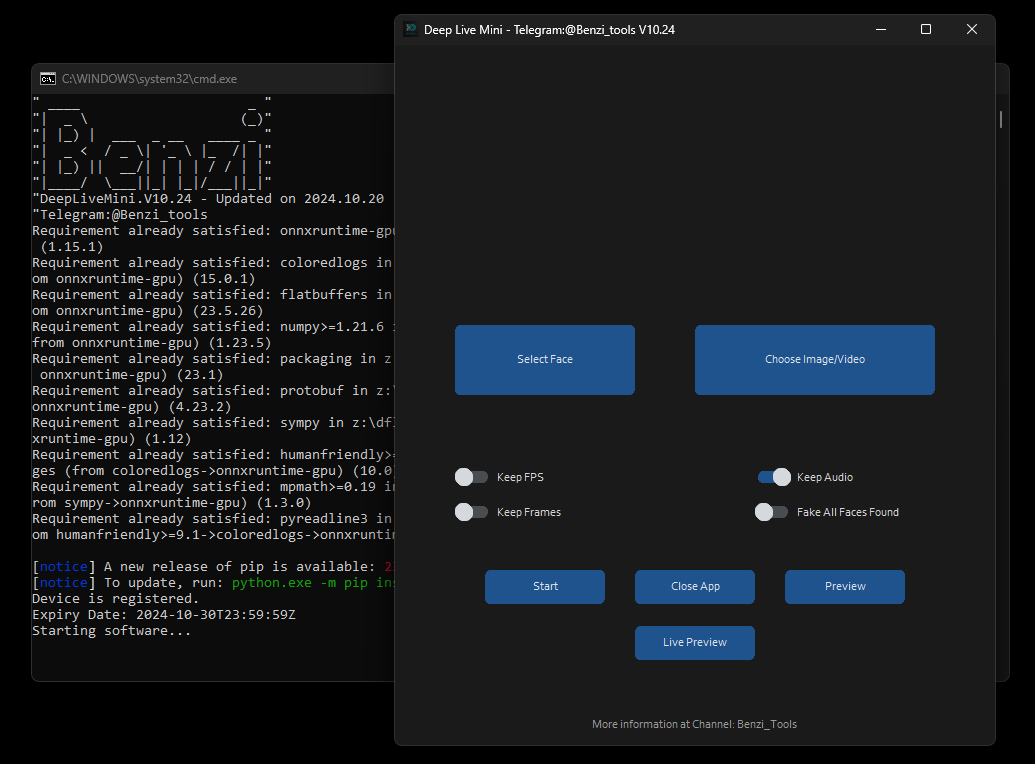 C:\WINDOWS\system32\cmd.exe
Benzi
"DeepLiveMini.V10.24 - Updated on 2024.10.20
"Telegram:@Benzi_tools
Requirement already satisfied: onnxruntime-gpu
(1.15.1)
Requirement already satisfied: coloredlogs in
om onnxruntime-gpu) (15.0.1)
Requirement already satisfied: flatbuffers in
om onnxruntime-gpu) (23.5.26)
Requirement already satisfied: numpy>=1.21.6
from onnxruntime-gpu) (1.23.5)
Requirement already satisfied: packaging in z
onnxruntime-gpu) (23.1)
Requirement already satisfied: protobuf in z:\
onnxruntime-gpu) (4.23.2)
Requirement already satisfied: sympy in z:\dfl
xruntime-gpu) (1.12)
Requirement already satisfied: humanfriendly>=
ges (from coloredlogs->onnxruntime-gpu) (10.0
Requirement already satisfied: mpmath>=0.19 in
rom sympy->onnxruntime-gpu) (1.3.0)
Requirement already satisfied: pyreadline3 in
om humanfriendly>=9.1->coloredlogs->onnxruntim
[notice] A new release of pip is available: 2
[notice] To update, run: python.exe -m pip ins
Device is registered.
Expiry Date: 2024-10-30T23:59:59Z
Starting software...
Deep Live Mini - Telegram:@Benzi_tools V10.24
Select Face
Choose Image/Video
Keep FPS
Keep Audio
Keep Frames
Fake All Faces Found
Start
Close App
Preview
Live Preview
More information at Channel: Benzi_Tools